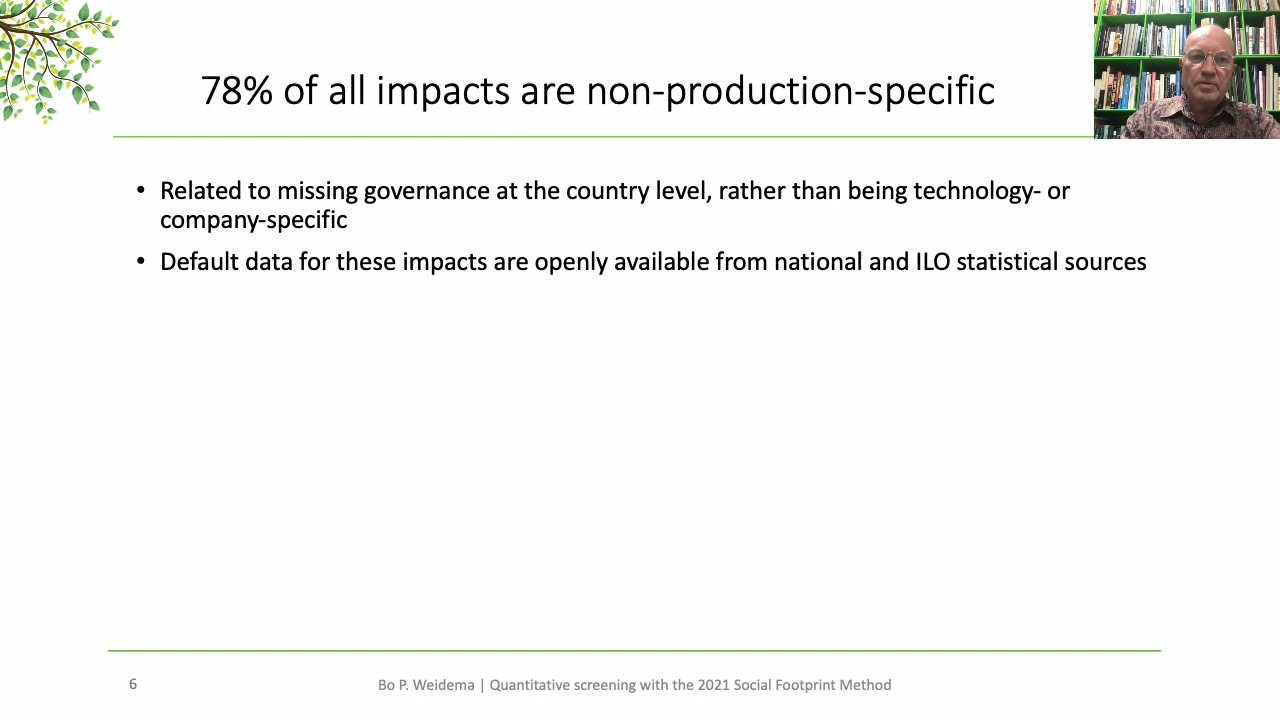 78% of all impacts are non-production-specific
• Related to missing governance at the country level, rather than being technology- or
company-specific
• Default data for these impacts are openly available from national and ILO statistical sources
6
Bo P. Weidema | Quantitative screening with the 2021 Social Footprint Method